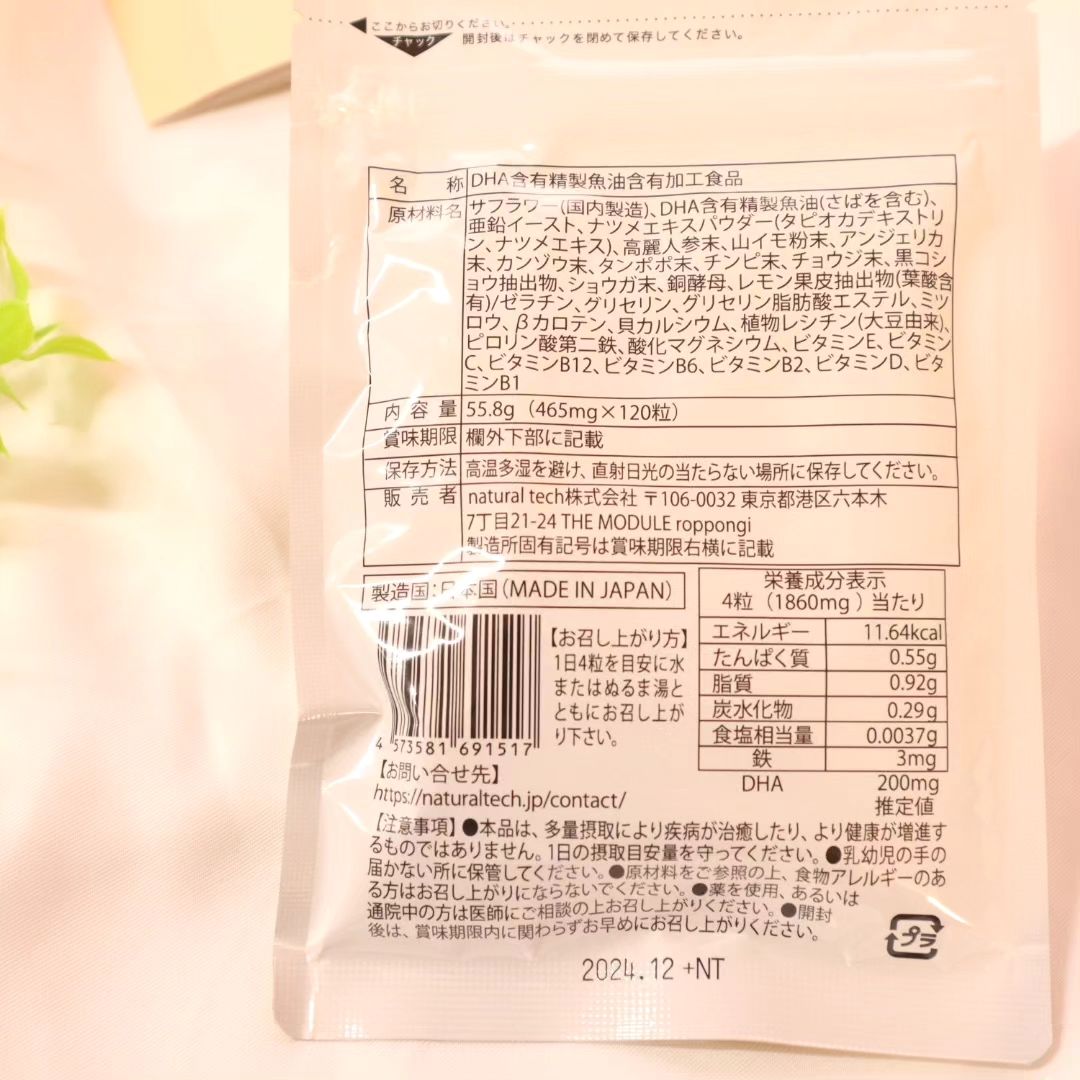 ここからお切りください。
チャック 開封後はチャックを閉めて保存してください。
名 称 DHA含有精製魚油含有加工食品
原材料名 サフラワー(国内製造)、DHA含有精製魚油(さばを含む)、
亜鉛イースト、ナツメエキスパウダー(タピオカデキストリ
ン、ナツメエキス)、高麗人参末、山イモ粉末、アンジェリカ
末、カンゾウ末、タンポポ末、チンピ末、チョウジ末、黒コシ
ョウ抽出物、ショウガ末、銅酵母、レモン果皮抽出物(葉酸含
有)/ゼラチン、グリセリン、グリセリン脂肪酸エステル、ミツ
ロウ、βカロテン、貝カルシウム、植物レシチン(大豆由来)、
ピロリン酸第二鉄、酸化マグネシウム、ビタミンE、ビタミン
C、ビタミンB12、ビタミンB6、ビタミンB2、ビタミンD、ビタ
ミンB1
内 容 量 55.8g（465mg×120粒）
賞味期限 欄外下部に記載
保存方法 高温多湿を避け、直射日光の当たらない場所に保存してください。
販 売 者 natural tech株式会社 〒106-0032 東京都港区六本木
7丁目21-24 THE MODULE roppongi
製造所固有記号は賞味期限右横に記載
製造国：日本国（MADE IN JAPAN）
【お召し上がり方】
1日4粒を目安に水
またはぬるま湯と
ともにお召し上が
り下さい。
4 573581 691517
栄養成分表示
4粒（1860mg）当たり
エネルギー 11.64kcal
たんぱく質 0.55g
脂質 0.92g
炭水化物 0.29g
食塩相当量 0.0037g
鉄 3mg
DHA 200mg
推定値
【お問い合せ先】
https://naturaltech.jp/contact/
【注意事項】●本品は、多量摂取により疾病が治癒したり、より健康が増進す
るものではありません。1日の摂取目安量を守ってください。●乳幼児の手の
届かない所に保管してください。●原材料をご参照の上、食物アレルギーのあ
る方はお召し上がりにならないでください。●薬を使用、あるいは
通院中の方は医師にご相談の上お召し上がりください。●開封
後は、賞味期限内に関わらずお早めにお召し上がりください。
プラ
2024.12 +NT